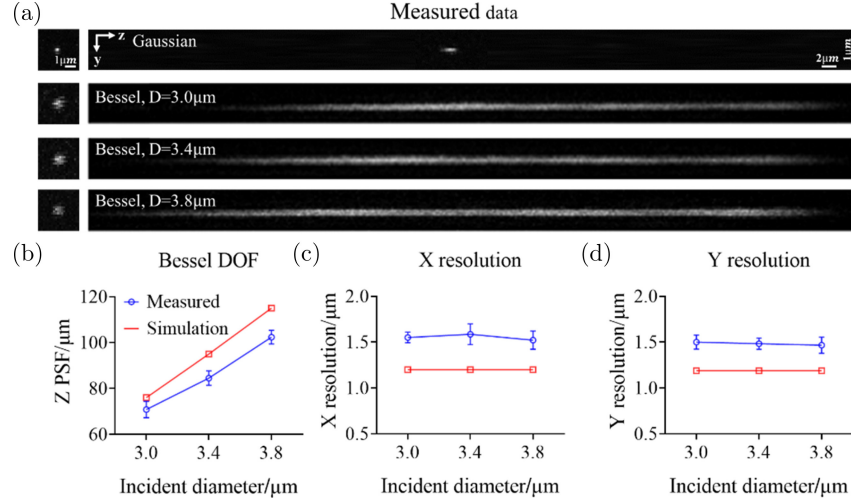 (a)
Measured data
1μm
z
y
Gaussian
2μm
1μm
Bessel, D=3.0μm
Bessel, D=3.4μm
Bessel, D=3.8μm
(b)
Bessel DOF
Z PSF/μm
120
100
80
60
Measured
Simulation
3.0 3.4 3.8
Incident diameter/μm
(c)
X resolution
X resolution/μm
2.0
1.5
1.0
0.5
3.0 3.4 3.8
Incident diameter/μm
(d)
Y resolution
Y resolution/μm
2.0
1.5
1.0
0.5
3.0 3.4 3.8
Incident diameter/μm